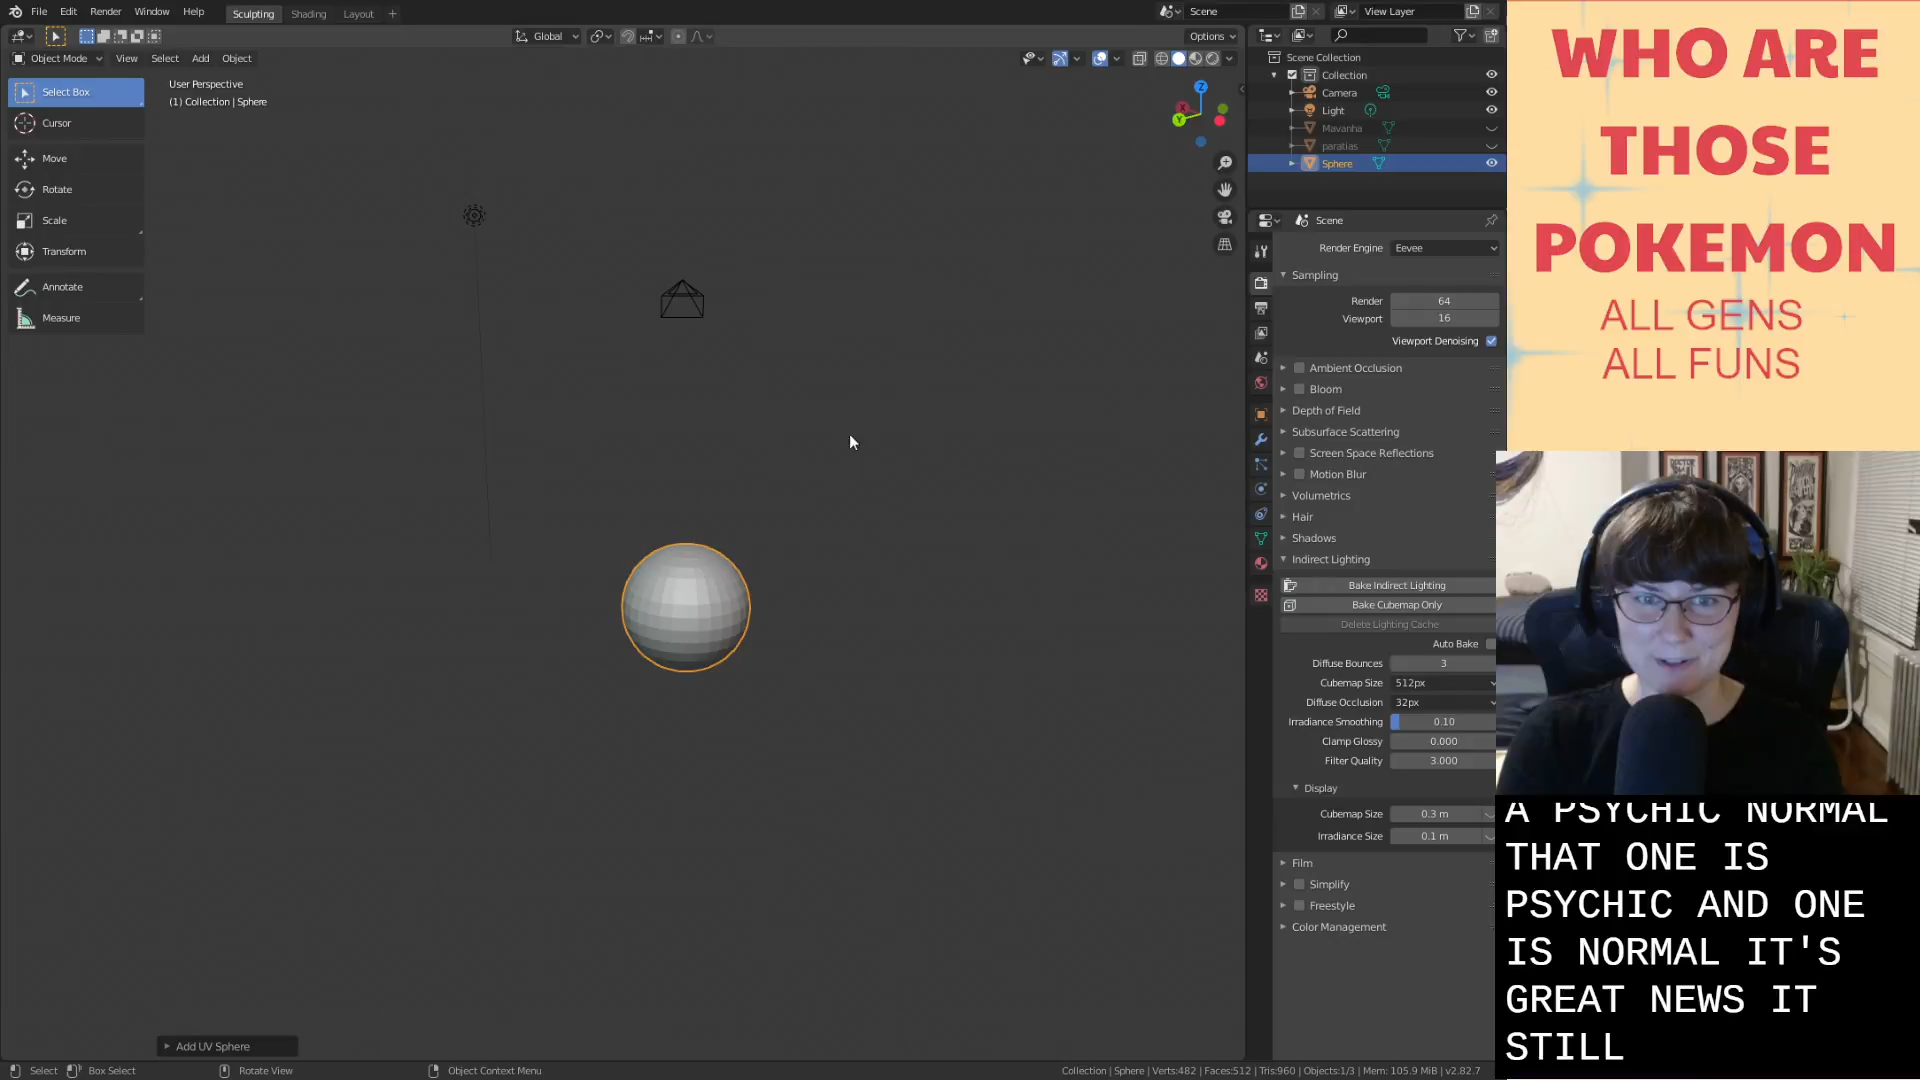 File Edit Render Window Help Sculpting Shading Layout + Scene View Layer
Global Options
Object Mode View Select Add Object
Select Box
Cursor
Move
Rotate
Scale
Transform
Annotate
Measure
User Perspective
(1) Collection | Sphere
Z
X
Y
Add UV Sphere
Select Box Select Rotate View Object Context Menu
Collection | Sphere | Verts:482 | Faces:512 | Tris:960 | Objects:1/3 | Mem: 105.9 MiB | v2.82.7
Scene Collection
Collection
Camera
Light
Mavanha
paratias
Sphere
Scene
Render Engine Eevee
Sampling
Render 64
Viewport 16
Viewport Denoising
Ambient Occlusion
Bloom
Depth of Field
Subsurface Scattering
Screen Space Reflections
Motion Blur
Volumetrics
Hair
Shadows
Indirect Lighting
Bake Indirect Lighting
Bake Cubemap Only
Delete Lighting Cache
Auto Bake
Diffuse Bounces 3
Cubemap Size 512px
Diffuse Occlusion 32px
Irradiance Smoothing 0.10
Clamp Glossy 0.000
Filter Quality 3.000
Display
Cubemap Size 0.3 m
Irradiance Size 0.1 m
Film
Simplify
Freestyle
Color Management
WHO ARE
THOSE
POKEMON
ALL GENS
ALL FUNS
A PSYCHIC NORMAL
THAT ONE IS
PSYCHIC AND ONE
IS NORMAL IT'S
GREAT NEWS IT
STILL